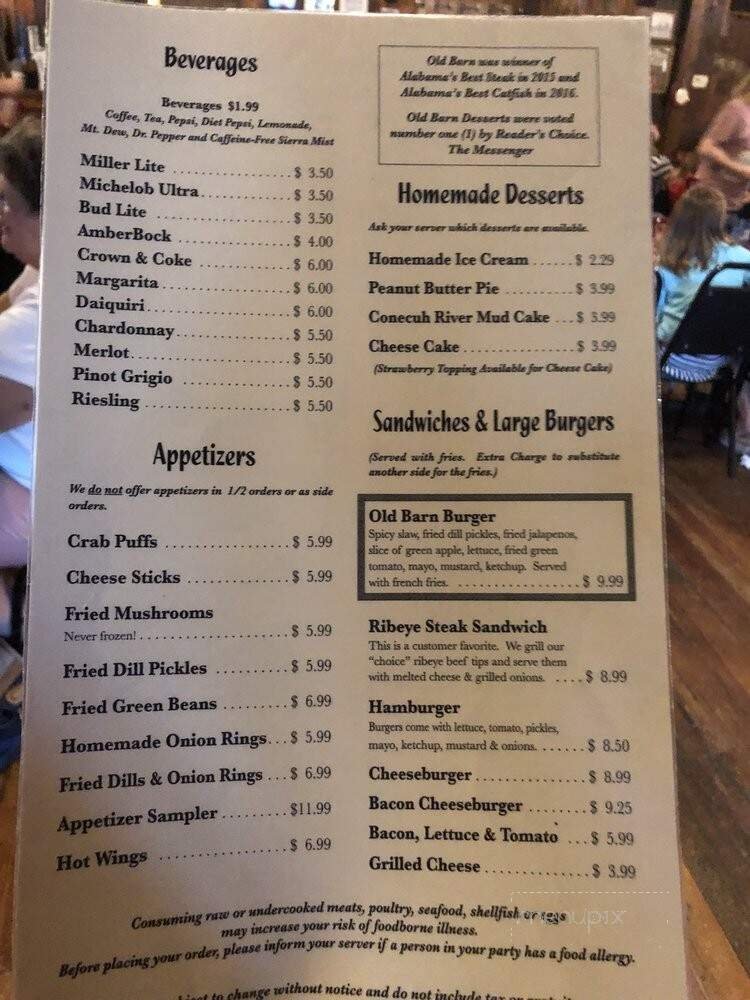 Beverages
Beverages $1.99
Coffee, Tea, Pepsi, Diet Pepsi, Lemonade,
Mt. Dew, Dr. Pepper and Caffeine-Free Sierra Mist
Miller Lite ..................$ 3.50
Michelob Ultra..............$ 3.50
Bud Lite .....................$ 3.50
AmberBock .................$ 4.00
Crown & Coke ..............$ 6.00
Margarita...................$ 6.00
Daiquiri.....................$ 6.00
Chardonnay.................$ 5.50
Merlot.......................$ 5.50
Pinot Grigio ................$ 5.50
Riesling .....................$ 5.50
Appetizers
We do not offer appetizers in 1/2 orders or as side
orders.
Crab Puffs ..................$ 5.99
Cheese Sticks ...............$ 5.99
Fried Mushrooms
Never frozen!......................$ 5.99
Fried Dill Pickles ..........$ 5.99
Fried Green Beans .........$ 6.99
Homemade Onion Rings...$ 5.99
Fried Dills & Onion Rings ...$ 6.99
Appetizer Sampler .........$11.99
Hot Wings ..................$ 6.99
Old Barn was winner of
Alabama's Best Steak in 2015 and
Alabama's Best Catfish in 2016.
Old Barn Desserts were voted
number one (1) by Reader's Choice.
The Messenger
Homemade Desserts
Ask your server which desserts are available.
Homemade Ice Cream ......$ 2.29
Peanut Butter Pie ..........$ 3.99
Conecuh River Mud Cake ...$ 3.99
Cheese Cake ................$ 3.99
(Strawberry Topping Available for Cheese Cake)
Sandwiches & Large Burgers
(Served with fries. Extra Charge to substitute
another side for the fries.)
Old Barn Burger
Spicy slaw, fried dill pickles, fried jalapenos,
slice of green apple, lettuce, fried green
tomato, mayo, mustard, ketchup. Served
with french fries. ..................$ 9.99
Ribeye Steak Sandwich
This is a customer favorite. We grill our
"choice" ribeye beef tips and serve them
with melted cheese & grilled onions. ....$ 8.99
Hamburger
Burgers come with lettuce, tomato, pickles,
mayo, ketchup, mustard & onions.......$ 8.50
Cheeseburger................$ 8.99
Bacon Cheeseburger ........$ 9.25
Bacon, Lettuce & Tomato ...$ 5.99
Grilled Cheese...............$ 3.99
Consuming raw or undercooked meats, poultry, seafood, shellfish or eggs
may increase your risk of foodborne illness.
Before placing your order, please inform your server if a person in your party has a food allergy.
to change without notice and do not include tax or
menupix